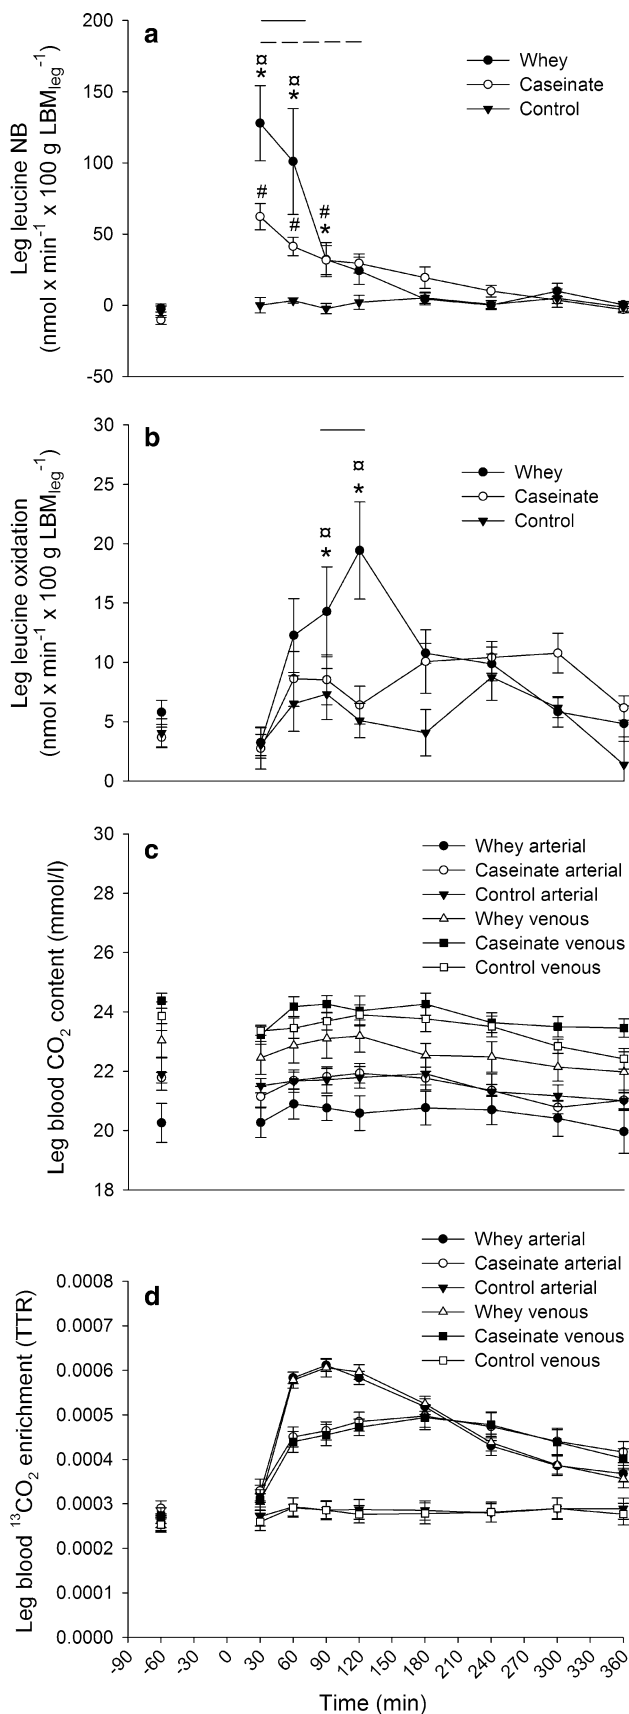 a
Leg leucine NB
(nmol x min⁻¹ x 100 g LBM_leg⁻¹)
200
150
100
50
0
-50
Whey
Caseinate
Control
¤
*
¤
*
#
#
#
*
b
Leg leucine oxidation
(nmol x min⁻¹ x 100 g LBM_leg⁻¹)
30
25
20
15
10
5
0
Whey
Caseinate
Control
¤
*
¤
*
c
Leg blood CO₂ content (mmol/l)
30
28
26
24
22
20
18
Whey arterial
Caseinate arterial
Control arterial
Whey venous
Caseinate venous
Control venous
d
Leg blood ¹³CO₂ enrichment (TTR)
0.0008
0.0007
0.0006
0.0005
0.0004
0.0003
0.0002
0.0001
0.0000
Whey arterial
Caseinate arterial
Control arterial
Whey venous
Caseinate venous
Control venous
-90 -60 -30 0 30 60 90 120 150 180 210 240 270 300 330 360
Time (min)